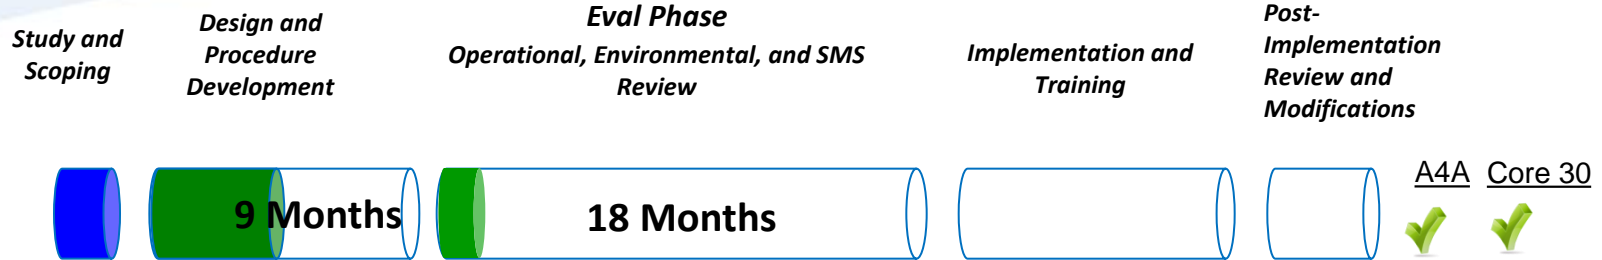 Study and
Scoping
Design and
Procedure
Development
Eval Phase
Operational, Environmental, and SMS
Review
Implementation and
Training
Post-
Implementation
Review and
Modifications
9 Months
18 Months
A4A
Core 30